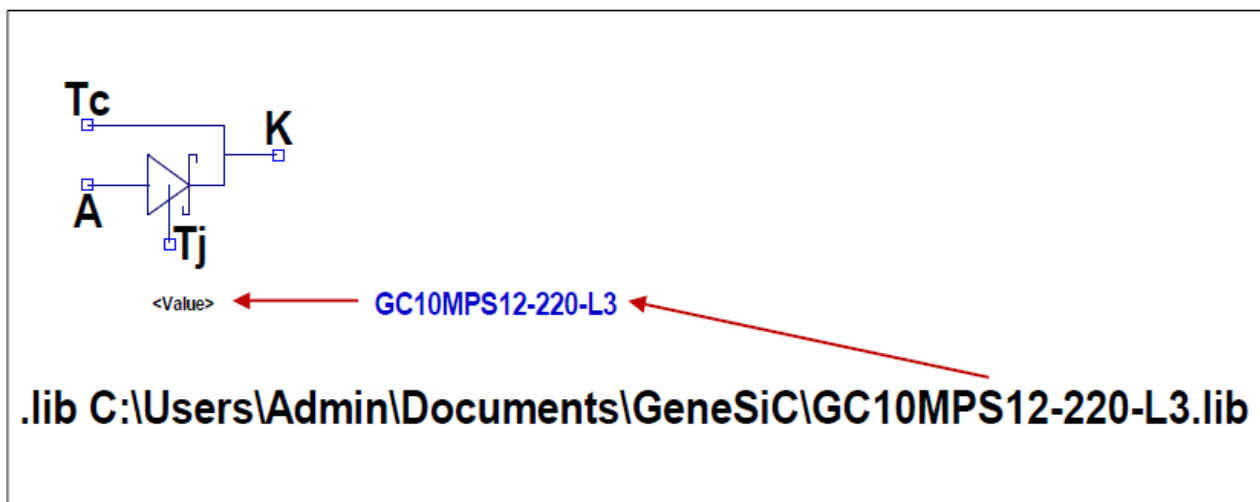 Tc
K
A
Tj
<Value>
GC10MPS12-220-L3
.lib C:\Users\Admin\Documents\GeneSiC\GC10MPS12-220-L3.lib